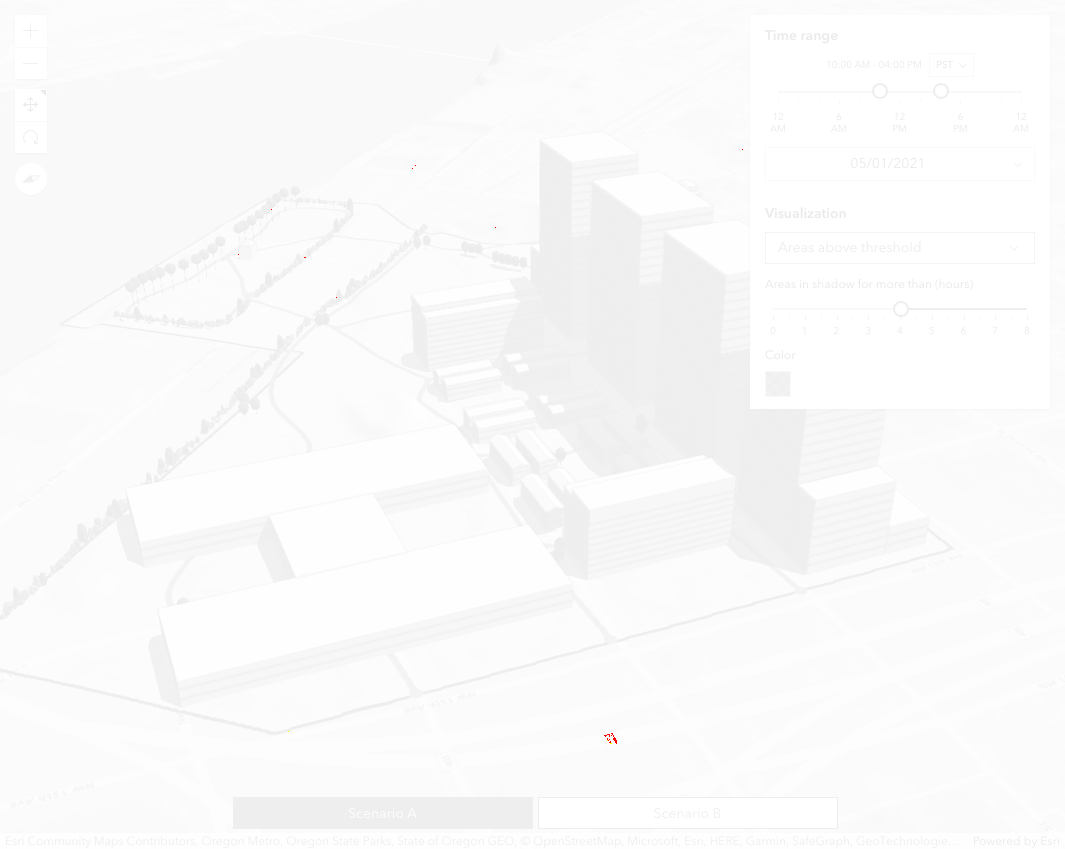 Time range
10:00 AM - 04:00 PM PST
12 6 12 6 12
AM AM PM PM AM
05/01/2021
Visualization
Areas above threshold
Areas in shadow for more than (hours)
0 1 2 3 4 5 6 7 8
Color
Scenario A Scenario B
Esri Community Maps Contributors, Oregon Metro, Oregon State Parks, State of Oregon GEO, © OpenStreetMap, Microsoft, Esri, HERE, Garmin, SafeGraph, GeoTechnologie... Powered by Esri